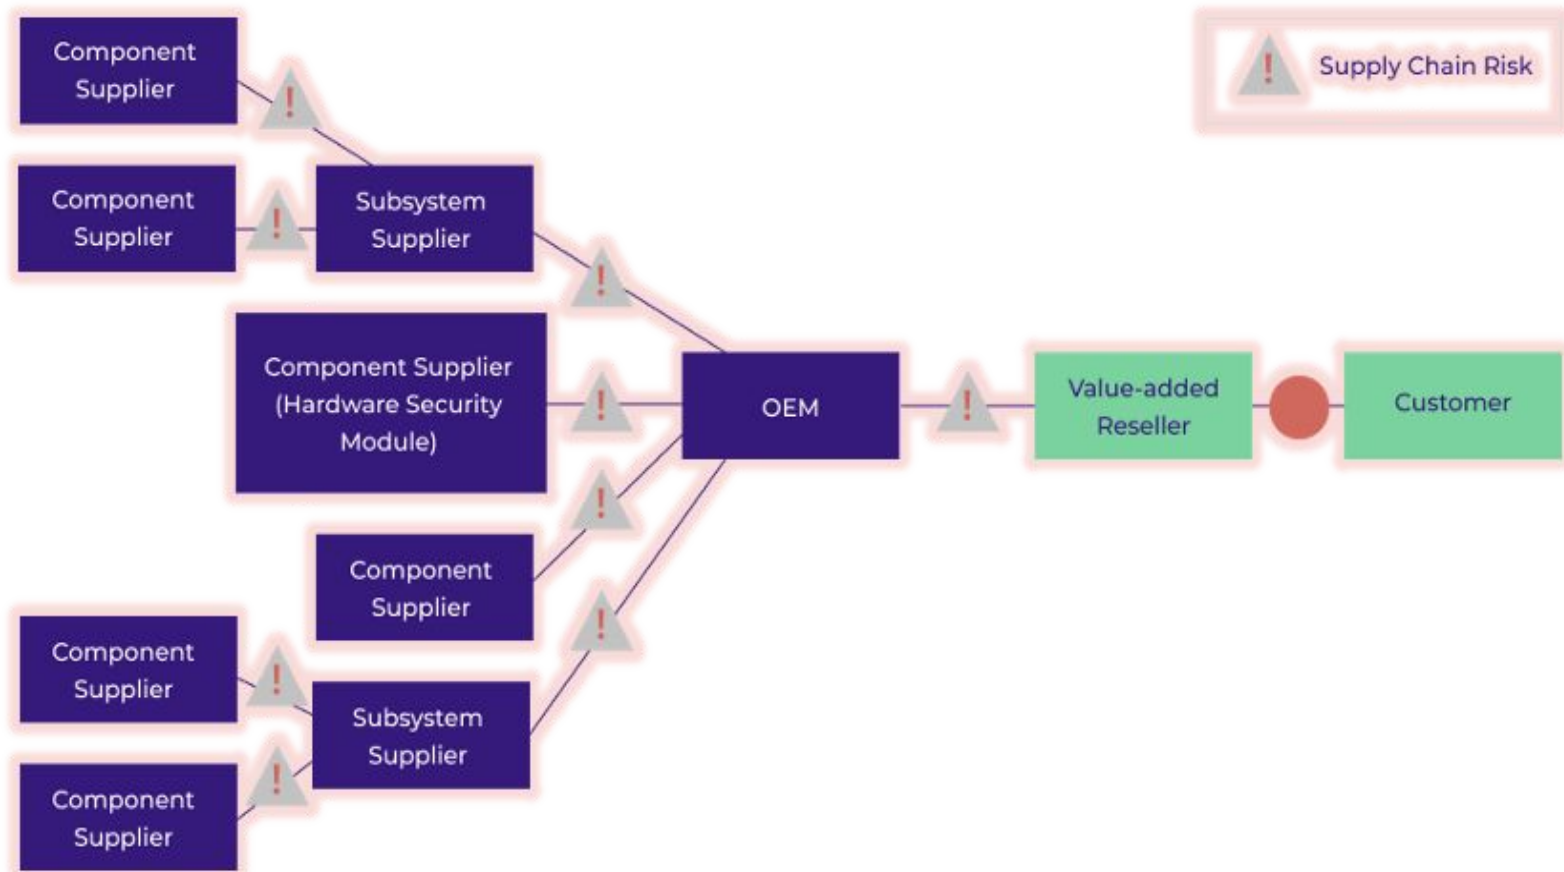 Component
Supplier
!
Supply Chain Risk
!
Component
Supplier
!
Subsystem
Supplier
!
Component Supplier
(Hardware Security
Module)
!
OEM
!
Value-added
Reseller
Customer
!
Component
Supplier
!
Component
Supplier
!
Subsystem
Supplier
!
Component
Supplier